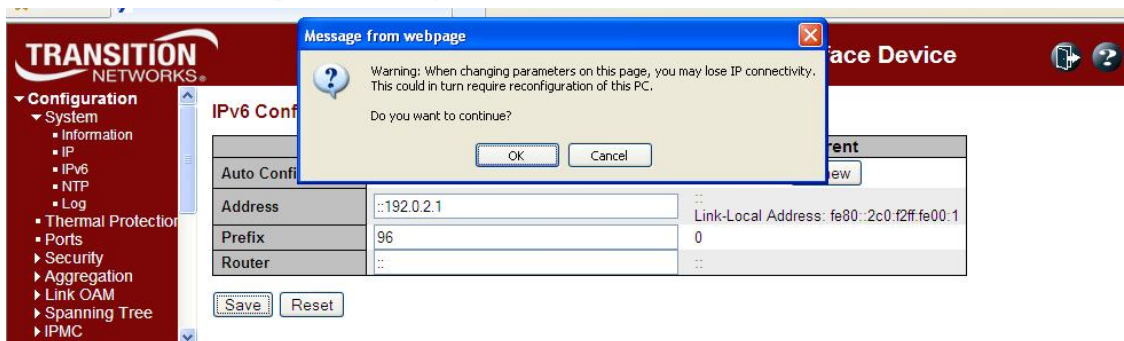 TRANSITION
NETWORKS®
Message from webpage
Warning: When changing parameters on this page, you may lose IP connectivity.
This could in turn require reconfiguration of this PC.
Do you want to continue?
OK Cancel
ace Device
Configuration
System
Information
IP
IPv6
NTP
Log
Thermal Protection
Ports
Security
Aggregation
Link OAM
Spanning Tree
IPMC
IPv6 Conf
rent
Auto Confi
ew
Address ::192.0.2.1 ::
Link-Local Address: fe80::2c0:f2ff:fe00:1
Prefix 96 0
Router :: ::
Save Reset